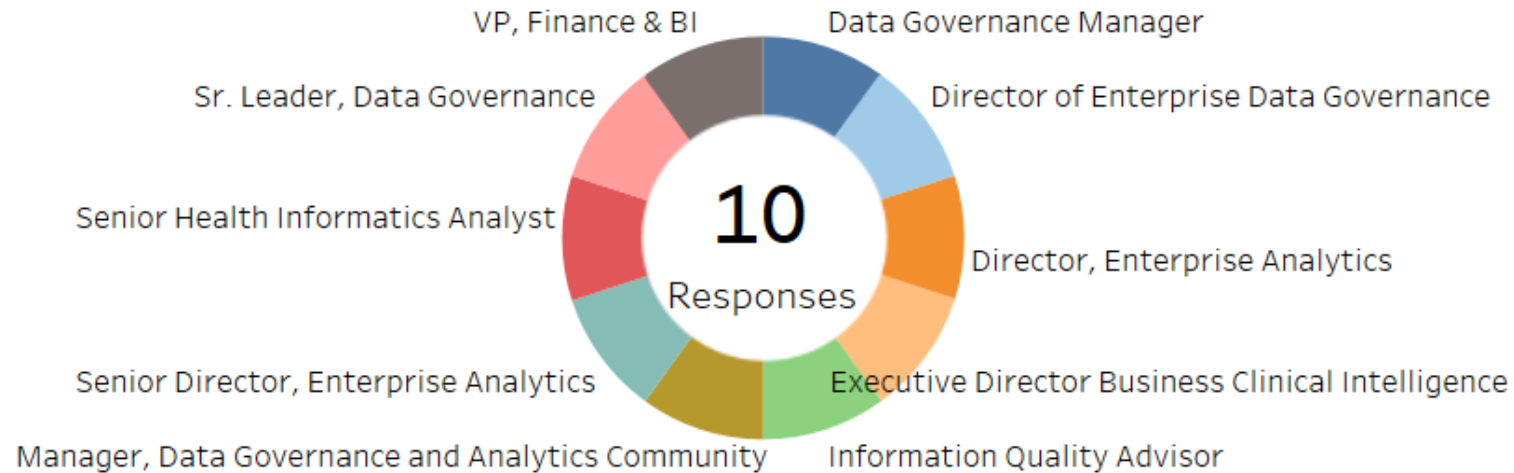 VP, Finance & BI
Data Governance Manager
Sr. Leader, Data Governance
Director of Enterprise Data Governance
10
Senior Health Informatics Analyst
Director, Enterprise Analytics
Responses
Senior Director, Enterprise Analytics
Executive Director Business Clinical Intelligence
Manager, Data Governance and Analytics Community
Information Quality Advisor